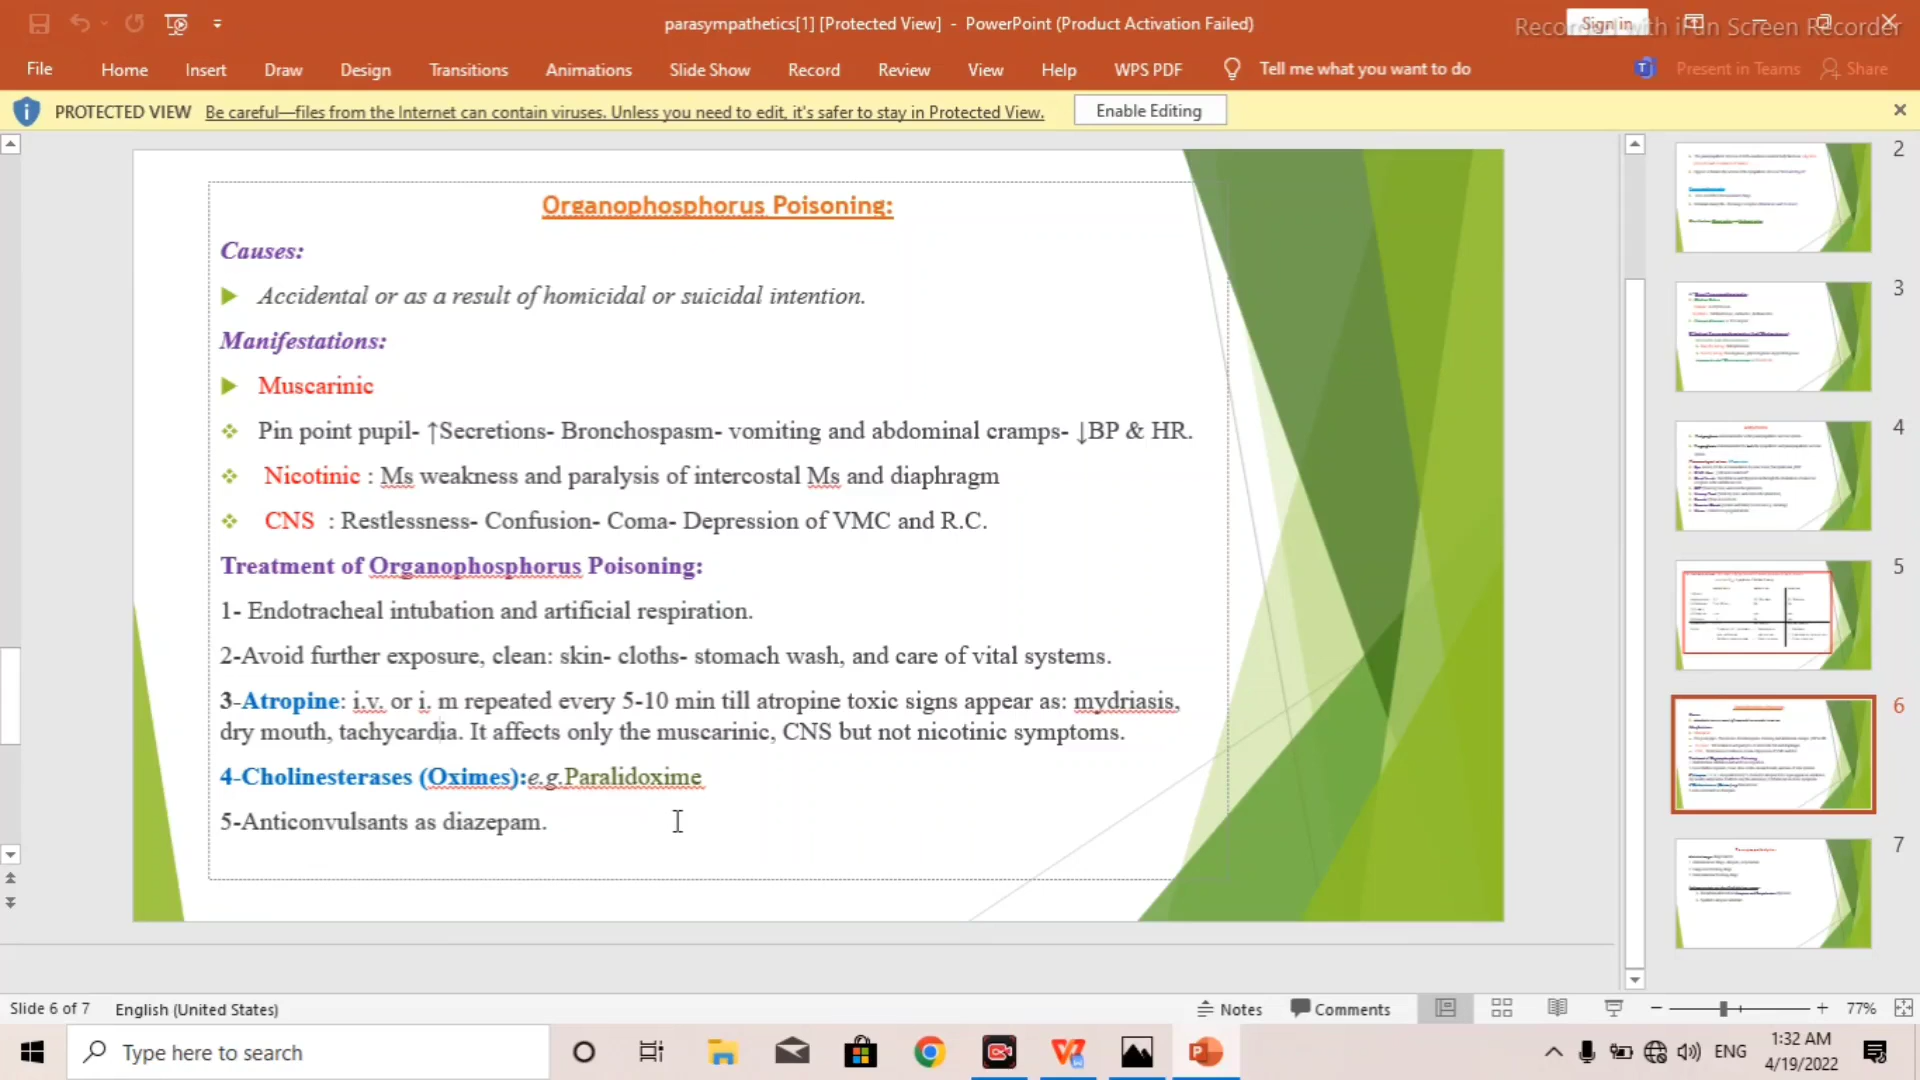 parasympathetics[1] [Protected View] - PowerPoint (Product Activation Failed)
Sign in
Recorded with iFun Screen Recorder
File Home Insert Draw Design Transitions Animations Slide Show Record Review View Help WPS PDF Tell me what you want to do Present in Teams Share
PROTECTED VIEW Be careful—files from the Internet can contain viruses. Unless you need to edit, it's safer to stay in Protected View. Enable Editing
Organophosphorus Poisoning:
Causes:
Accidental or as a result of homicidal or suicidal intention.
Manifestations:
Muscarinic
Pin point pupil- ↑Secretions- Bronchospasm- vomiting and abdominal cramps- ↓BP & HR.
Nicotinic : Ms weakness and paralysis of intercostal Ms and diaphragm
CNS : Restlessness- Confusion- Coma- Depression of VMC and R.C.
Treatment of Organophosphorus Poisoning:
1- Endotracheal intubation and artificial respiration.
2-Avoid further exposure, clean: skin- cloths- stomach wash, and care of vital systems.
3-Atropine: i.v. or i. m repeated every 5-10 min till atropine toxic signs appear as: mydriasis,
dry mouth, tachycardia. It affects only the muscarinic, CNS but not nicotinic symptoms.
4-Cholinesterases (Oximes):e.g.Paralidoxime
5-Anticonvulsants as diazepam.
2
3
4
5
6
7
Slide 6 of 7 English (United States) Notes Comments 77%
Type here to search
ENG
1:32 AM
4/19/2022